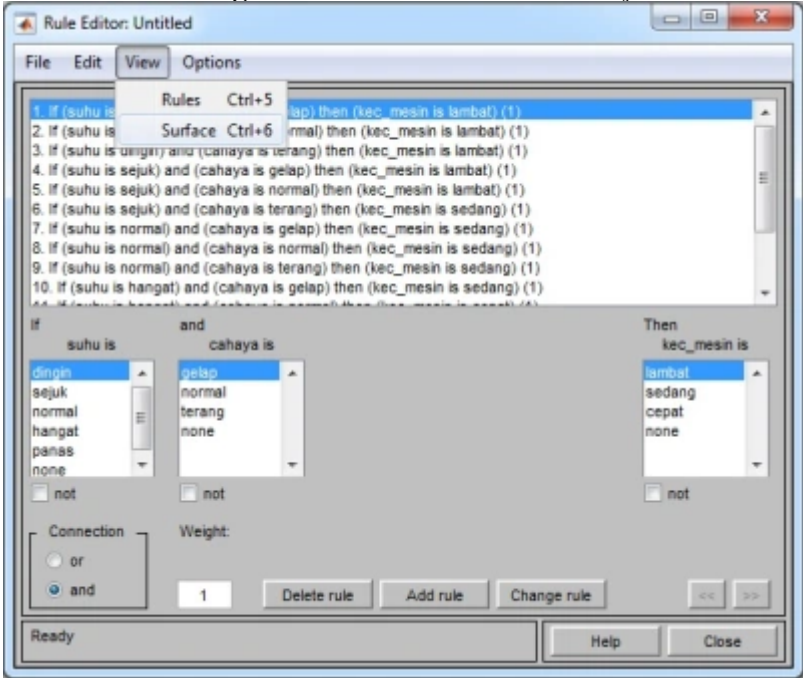 Rule Editor: Untitled
File Edit View Options
Rules Ctrl+5
Surface Ctrl+6
1. If (suhu is lap) then (kec_mesin is lambat) (1)
2. If (suhu is rmal) then (kec_mesin is lambat) (1)
3. If (suhu is dingin) and (cahaya is terang) then (kec_mesin is lambat) (1)
4. If (suhu is sejuk) and (cahaya is gelap) then (kec_mesin is lambat) (1)
5. If (suhu is sejuk) and (cahaya is normal) then (kec_mesin is lambat) (1)
6. If (suhu is sejuk) and (cahaya is terang) then (kec_mesin is sedang) (1)
7. If (suhu is normal) and (cahaya is gelap) then (kec_mesin is sedang) (1)
8. If (suhu is normal) and (cahaya is normal) then (kec_mesin is sedang) (1)
9. If (suhu is normal) and (cahaya is terang) then (kec_mesin is sedang) (1)
10. If (suhu is hangat) and (cahaya is gelap) then (kec_mesin is sedang) (1)
If and Then
suhu is cahaya is kec_mesin is
dingin gelap lambat
sejuk normal sedang
normal terang cepat
hangat none none
panas
none
not not not
Connection Weight:
or
and 1 Delete rule Add rule Change rule << >>
Ready Help Close